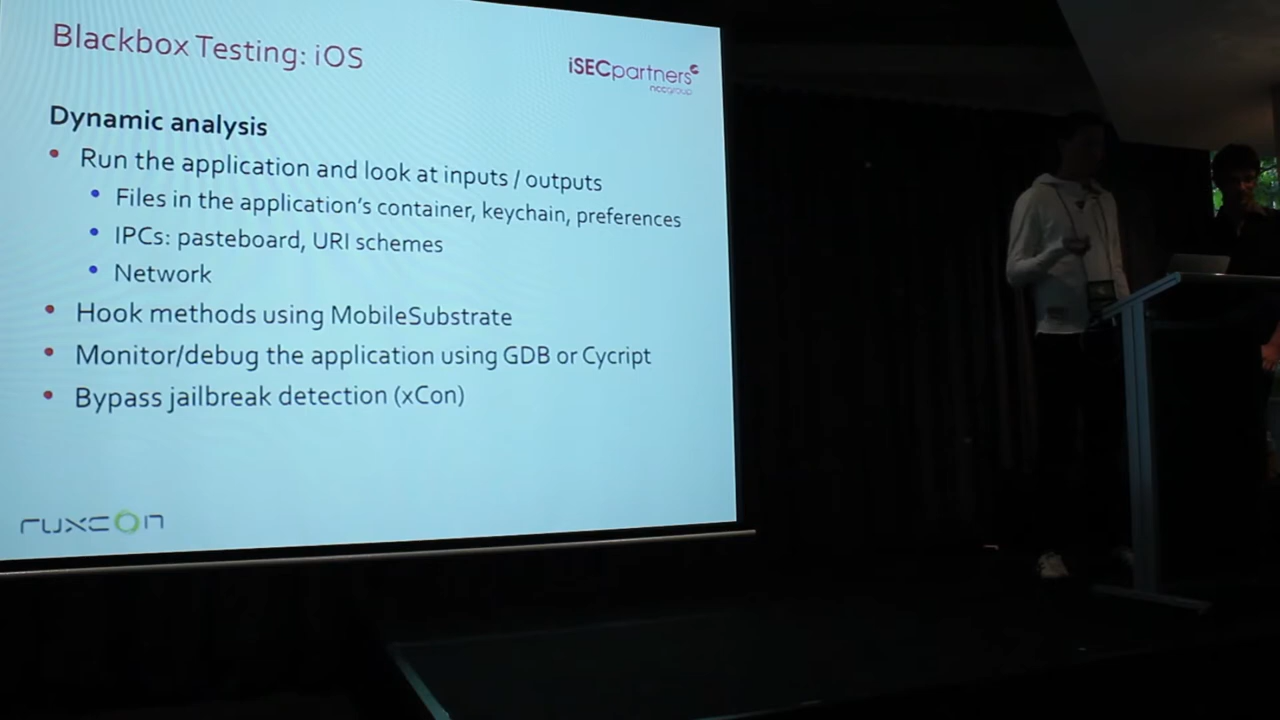 Blackbox Testing: iOS
iSECpartners
nccgroup
Dynamic analysis
• Run the application and look at inputs / outputs
• Files in the application's container, keychain, preferences
• IPCs: pasteboard, URI schemes
• Network
• Hook methods using MobileSubstrate
• Monitor/debug the application using GDB or Cycript
• Bypass jailbreak detection (xCon)
ruxcon